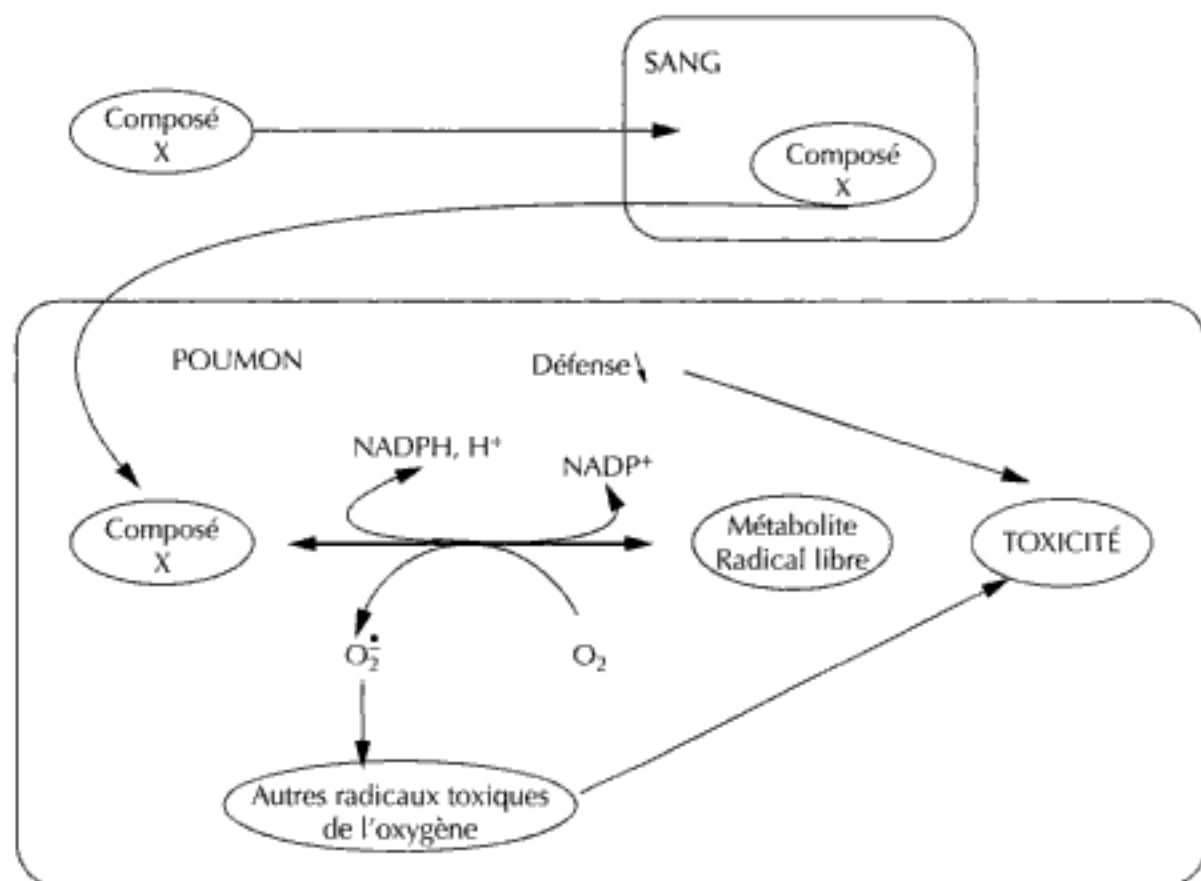 SANG
Composé
X
Composé
X
POUMON
Défense
NADPH, H⁺
NADP⁺
Composé
X
Métabolite
Radical libre
TOXICITÉ
O₂•̄
O₂
Autres radicaux toxiques
de l'oxygène